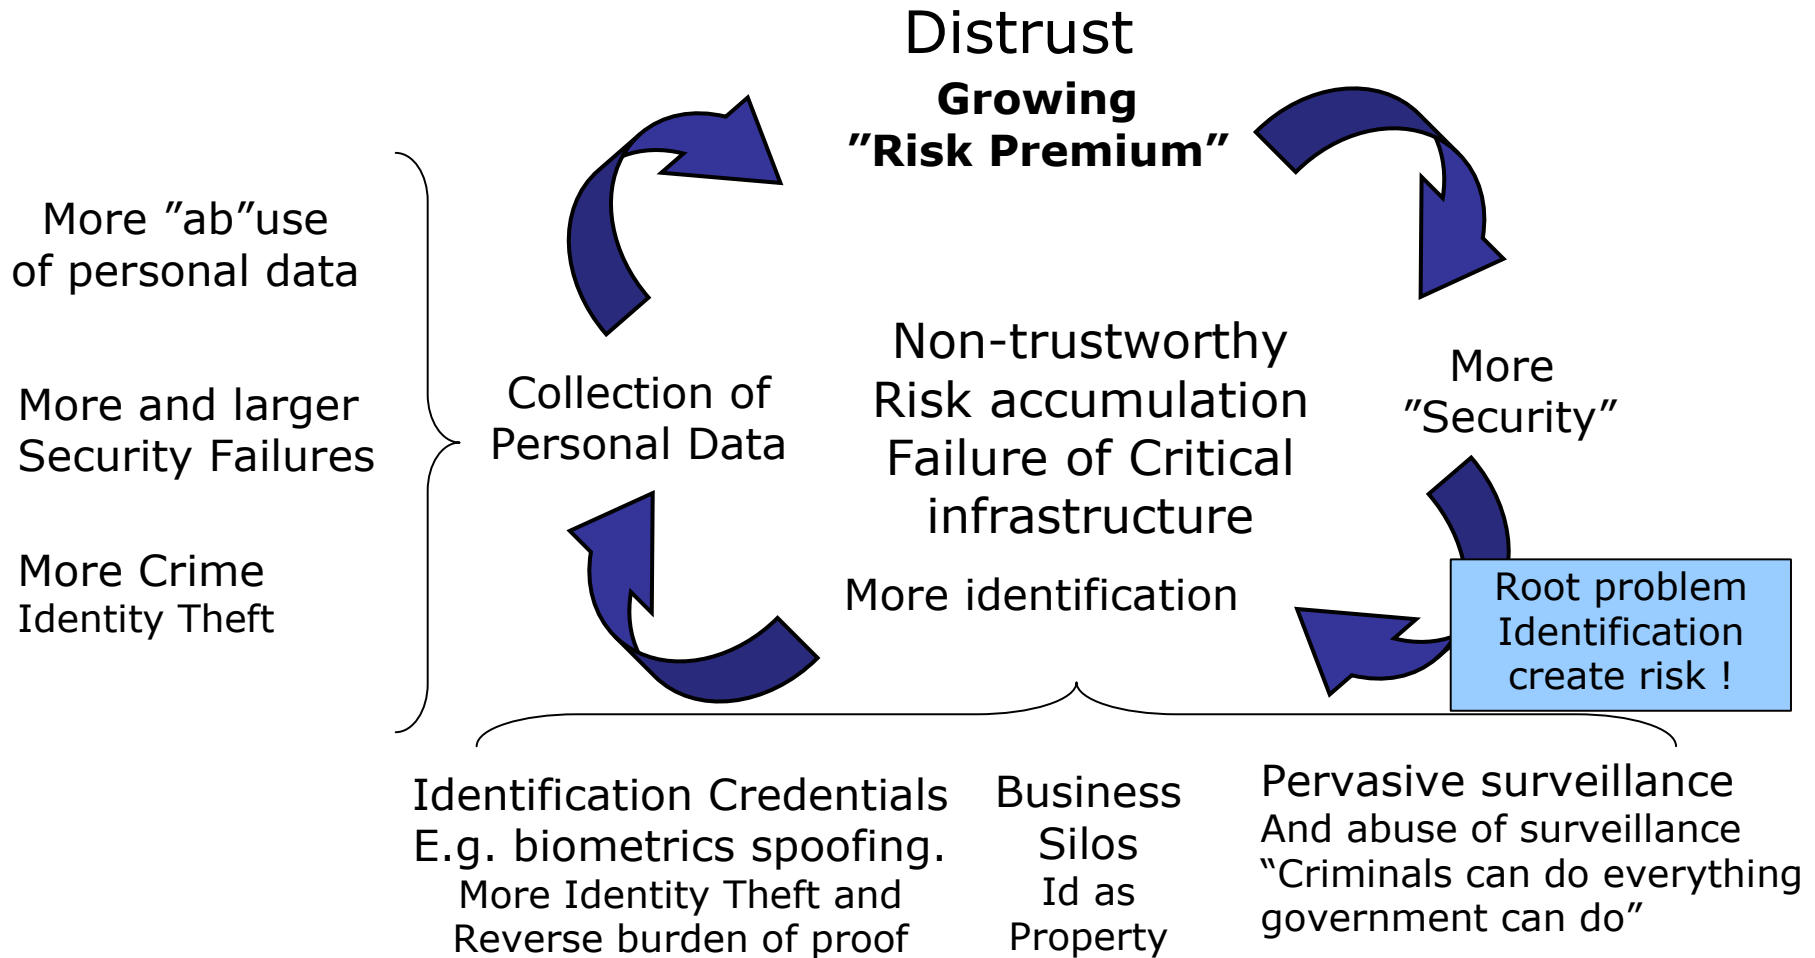 Distrust
Growing
”Risk Premium”
More ”ab”use
of personal data
More and larger
Security Failures
More Crime
Identity Theft
Collection of
Personal Data
Non-trustworthy
Risk accumulation
Failure of Critical
infrastructure
More
”Security”
More identification
Root problem
Identification
create risk !
Identification Credentials
E.g. biometrics spoofing.
More Identity Theft and
Reverse burden of proof
Business
Silos
Id as
Property
Pervasive surveillance
And abuse of surveillance
“Criminals can do everything
government can do”